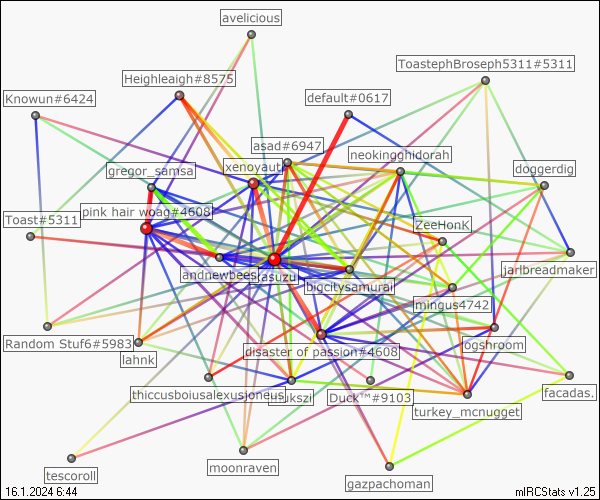 avelicious
ToastephBroseph5311#5311
Heighleaigh#8575
Knowun#6424
default#0617
asad#6947
neokingghidorah
xenoyauti
gregor_samsa
doggerdig
pink hair woag#4608
Toast#5311
ZeeHonk
andnewbees
kasuzu
jarlbreadmaker
bigcitysamurai
mingus4742
Random Stuf6#5983
lahnk
disaster of passion#4608
ogshroom
thiccusboiusalexusjoneus
Duck™#9103
facadas.
turkey_mcnugget
moonraven
tescoroll
gazpachoman
16.1.2024 6:44
mIRCStats v1.25